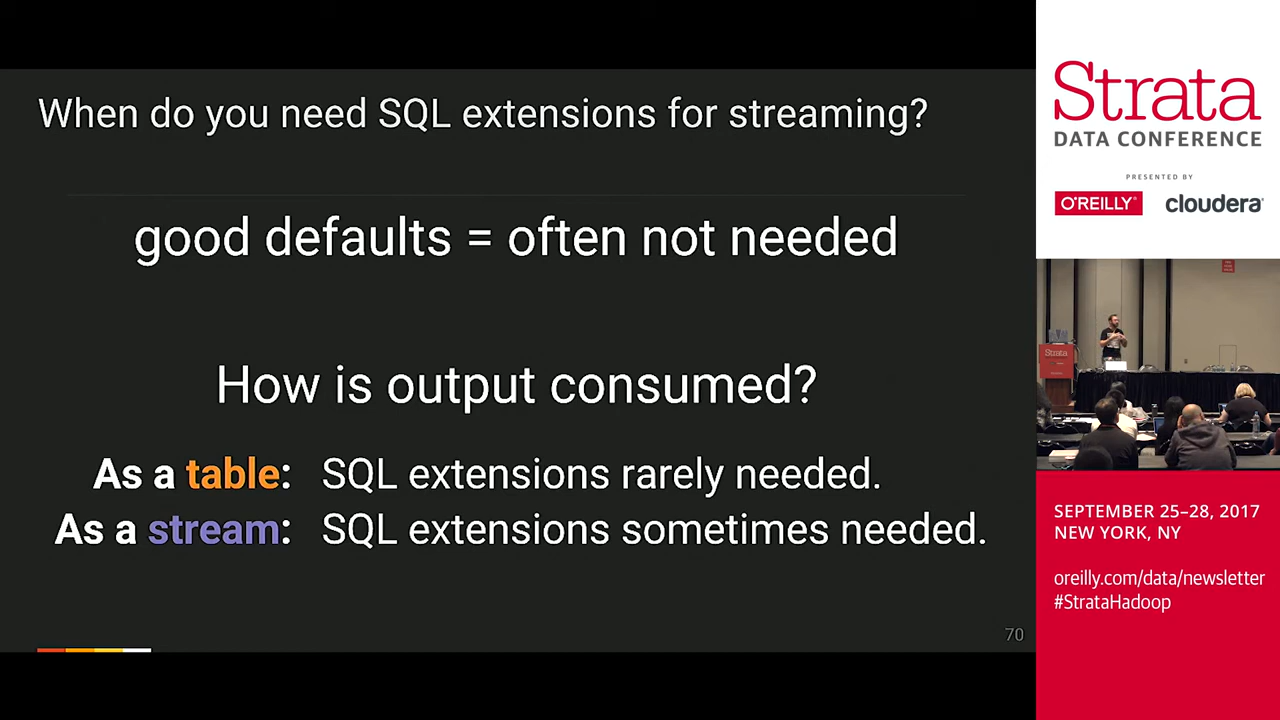 When do you need SQL extensions for streaming?
good defaults = often not needed
How is output consumed?
As a table: SQL extensions rarely needed.
As a stream: SQL extensions sometimes needed.
70
Strata
DATA CONFERENCE
PRESENTED BY
O'REILLY® cloudera
Strata
SEPTEMBER 25–28, 2017
NEW YORK, NY
oreilly.com/data/newsletter
#StrataHadoop